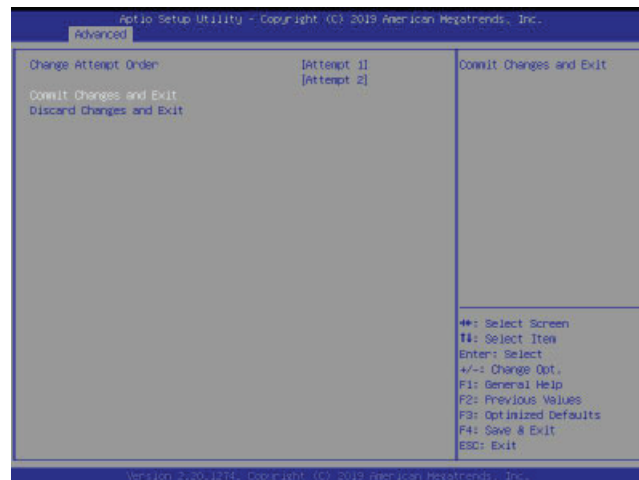 Aptio Setup Utility - Copyright (C) 2019 American Megatrends, Inc.
Advanced
Change Attempt Order [Attempt 1]
[Attempt 2]
Commit Changes and Exit
Discard Changes and Exit
Commit Changes and Exit
→←: Select Screen
↑↓: Select Item
Enter: Select
+/-: Change Opt.
F1: General Help
F2: Previous Values
F3: Optimized Defaults
F4: Save & Exit
ESC: Exit
Version 2.20.1274. Copyright (C) 2019 American Megatrends, Inc.